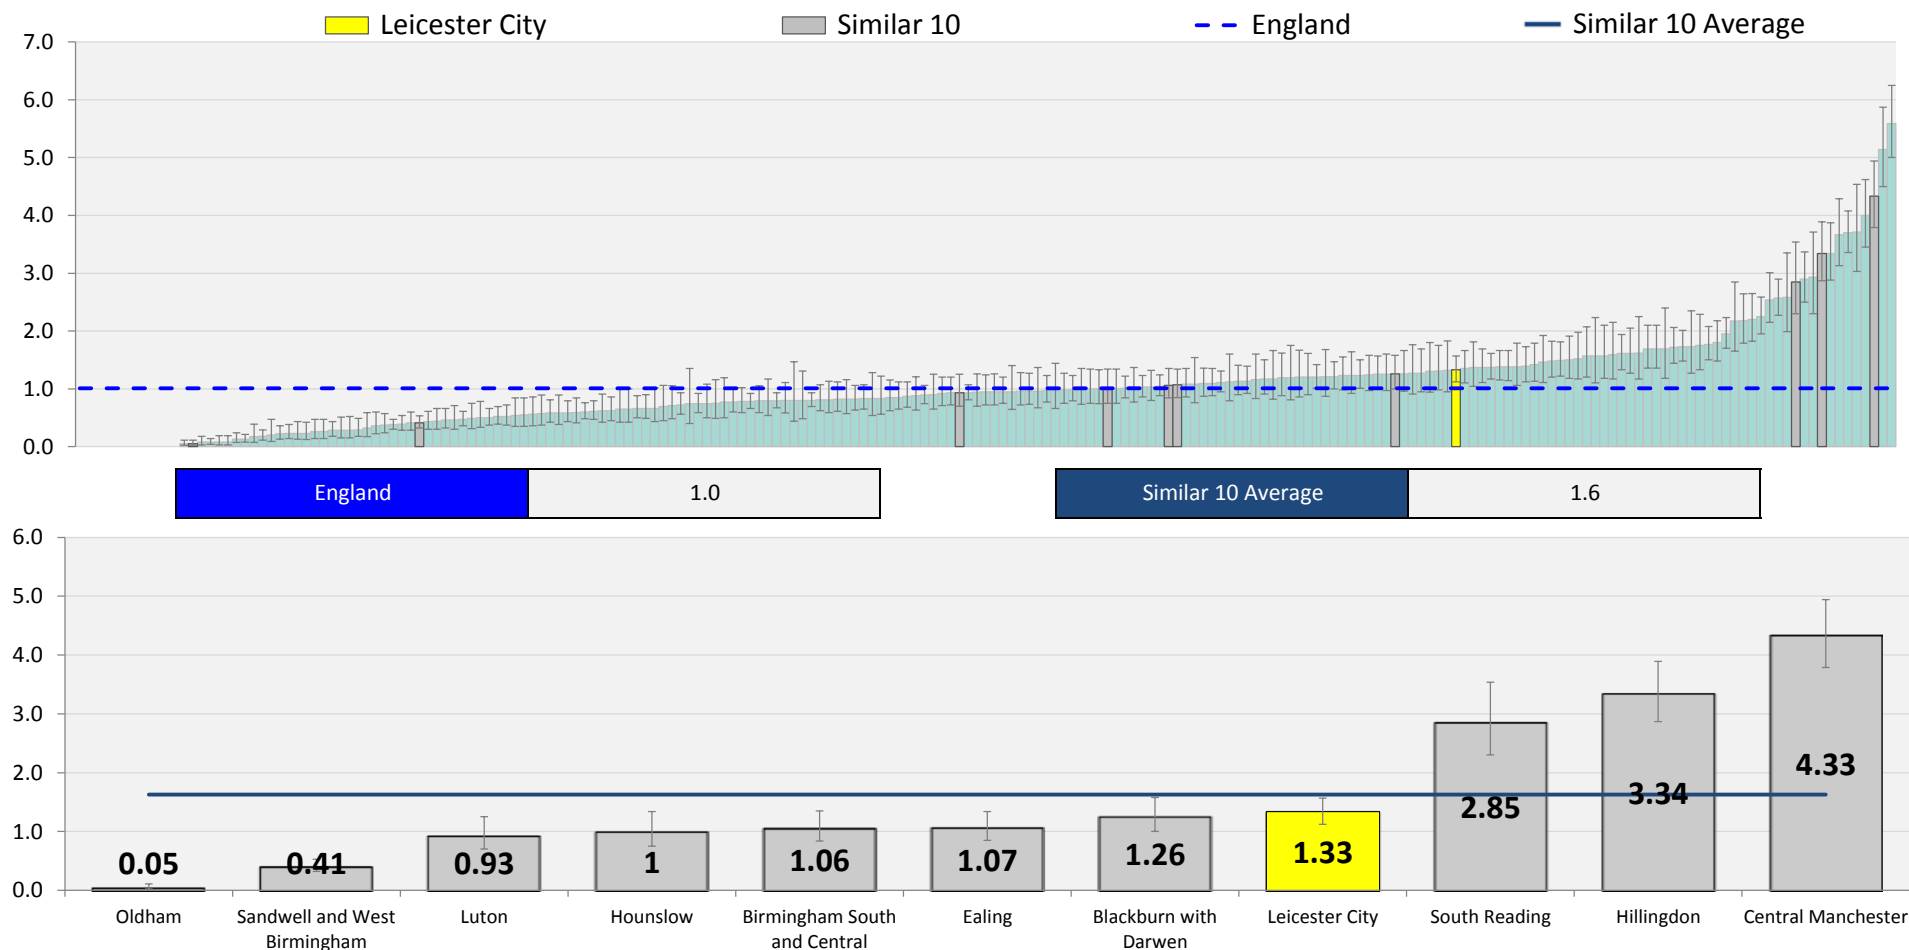 Leicester City Similar 10 England Similar 10 Average
7.0
6.0
5.0
4.0
3.0
2.0
1.0
0.0
England 1.0 Similar 10 Average 1.6
6.0
5.0
4.0
3.0
2.0
1.0
0.0
0.05 0.41 0.93 1 1.06 1.07 1.26 1.33 2.85 3.34 4.33
Oldham
Sandwell and West
Birmingham
Luton
Hounslow
Birmingham South
and Central
Ealing
Blackburn with
Darwen
Leicester City
South Reading
Hillingdon
Central Manchester